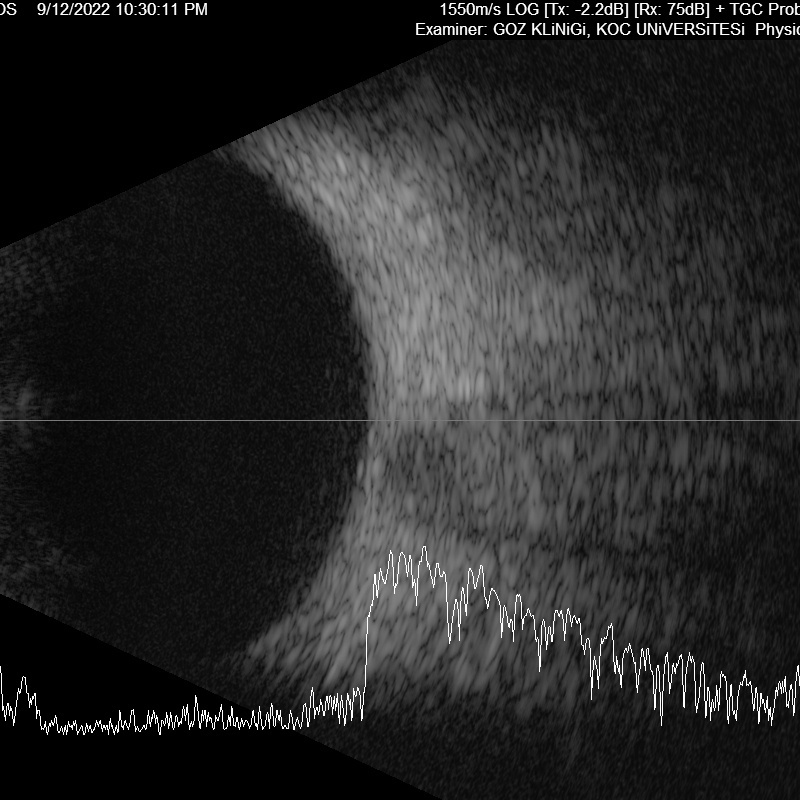 OS 9/12/2022 10:30:11 PM 1550m/s LOG [Tx: -2.2dB] [Rx: 75dB] + TGC
Examiner: GOZ KLiNiGi, KOC UNiVERSiTESi